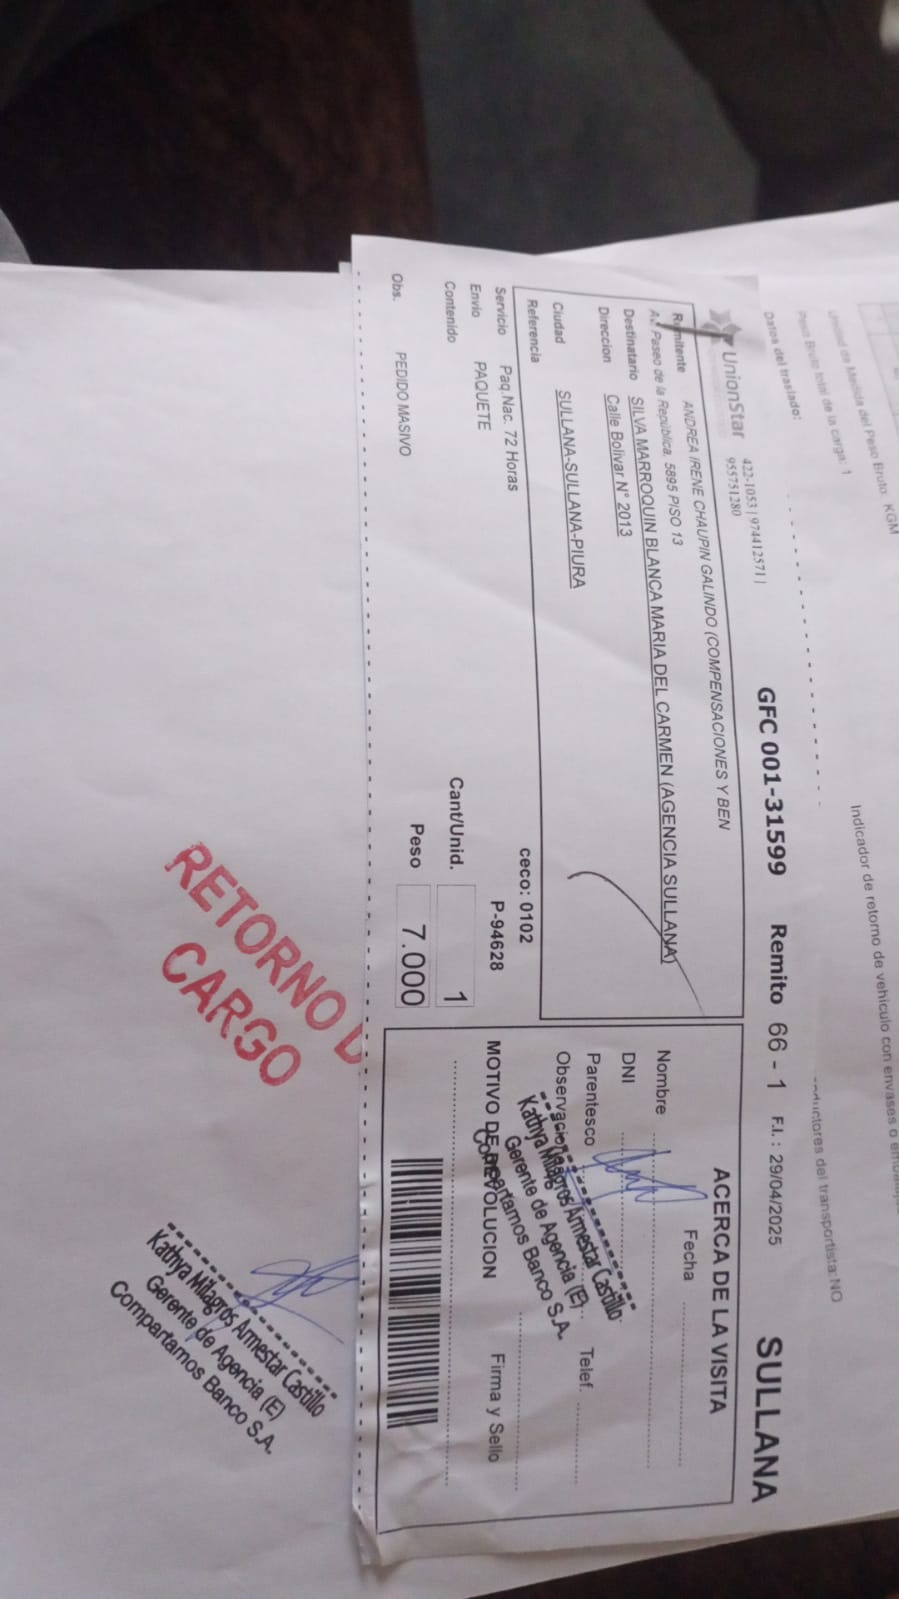 Unidad de Medida del Peso Bruto: KGM
Peso Bruto total de la carga: 1
Datos del traslado:
Indicador de retorno de vehículo con envases o
conductores del transportista: NO
UnionStar
422-1053 | 974412571 |
955751280
GFC 001-31599 Remito 66 - 1 F.I.: 29/04/2025 SULLANA
Remitente ANDREA IRENE CHAUPIN GALINDO (COMPENSACIONES Y BEN
Av. Paseo de la República, 5895 PISO 13
Destinatario SILVA MARROQUIN BLANCA MARIA DEL CARMEN (AGENCIA SULLANA)
Direccion Calle Bolivar N° 2013
Ciudad SULLANA-SULLANA-PIURA
Referencia
ceco: 0102
Servicio Paq.Nac. 72 Horas
P-94628
Envio PAQUETE
Contenido
Cant/Unid. 1
Peso 7.000
Obs. PEDIDO MASIVO
ACERCA DE LA VISITA
Fecha
Nombre
DNI
Parentesco Telef.
Observacion
MOTIVO DE DEVOLUCION
Firma y Sello
Kathya Milagros Armestar Castillo
Gerente de Agencia (E)
Compartamos Banco S.A.
RETORNO D
CARGO
Kathya Milagros Armestar Castillo
Gerente de Agencia (E)
Compartamos Banco S.A.